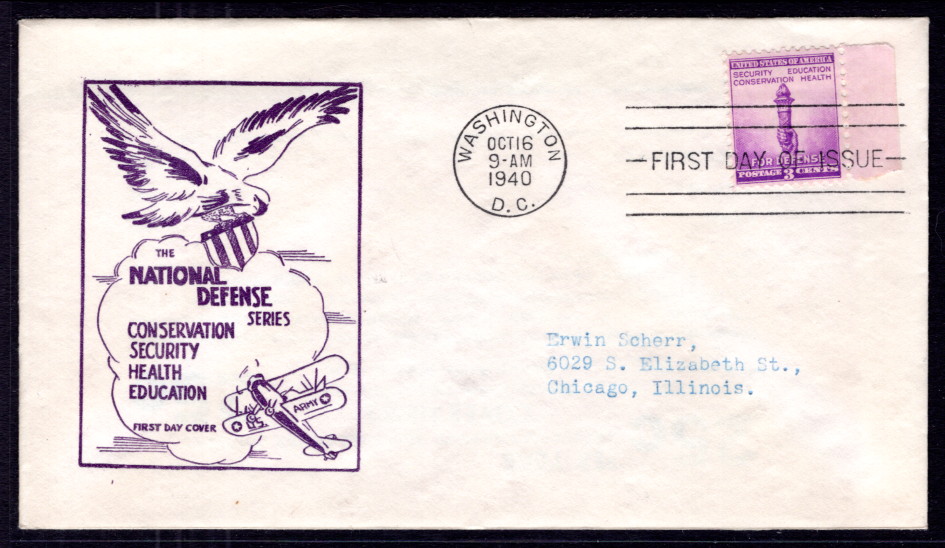 THE
NATIONAL
DEFENSE
SERIES
CONSERVATION
SECURITY
HEALTH
EDUCATION
FIRST DAY COVER
U.S.
ARMY
WASHINGTON
OCT 16
9-AM
1940
D. C.
UNITED STATES OF AMERICA
SECURITY EDUCATION
CONSERVATION HEALTH
FOR DEFENSE
POSTAGE 3 CENTS
FIRST DAY OF ISSUE
Erwin Scherr,
6029 S. Elizabeth St.,
Chicago, Illinois.